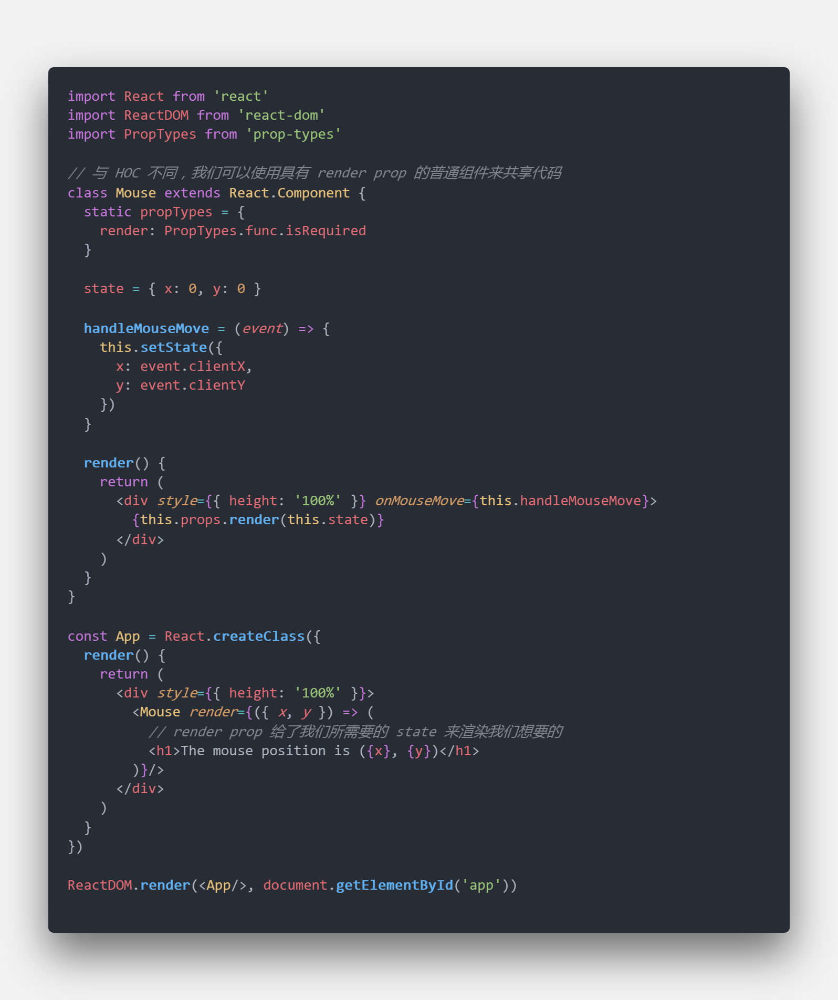 import React from 'react'
import ReactDOM from 'react-dom'
import PropTypes from 'prop-types'

// 与 HOC 不同，我们可以使用具有 render prop 的普通组件来共享代码
class Mouse extends React.Component {
  static propTypes = {
    render: PropTypes.func.isRequired
  }

  state = { x: 0, y: 0 }

  handleMouseMove = (event) => {
    this.setState({
      x: event.clientX,
      y: event.clientY
    })
  }

  render() {
    return (
      <div style={{ height: '100%' }} onMouseMove={this.handleMouseMove}>
        {this.props.render(this.state)}
      </div>
    )
  }
}

const App = React.createClass({
  render() {
    return (
      <div style={{ height: '100%' }}>
        <Mouse render={({ x, y }) => (
          // render prop 给了我们所需要的 state 来渲染我们想要的
          <h1>The mouse position is ({x}, {y})</h1>
        )}/>
      </div>
    )
  }
})

ReactDOM.render(<App/>, document.getElementById('app'))